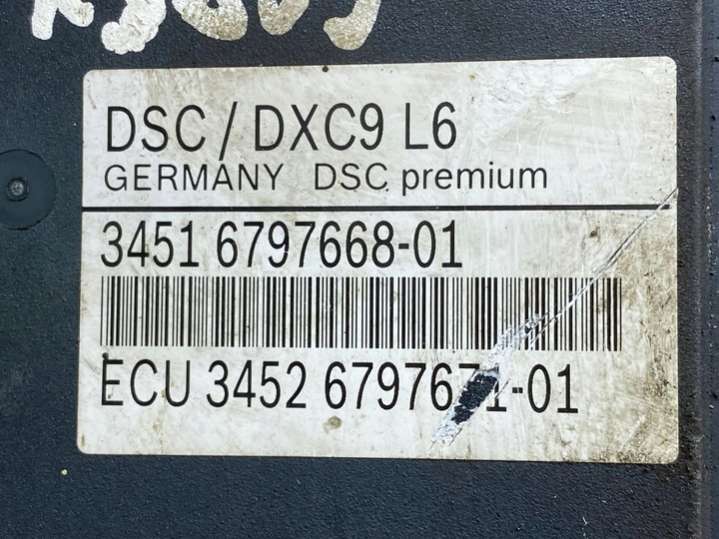 DSC / DXC9 L6
GERMANY DSC premium
3451 6797668-01
ECU 3452